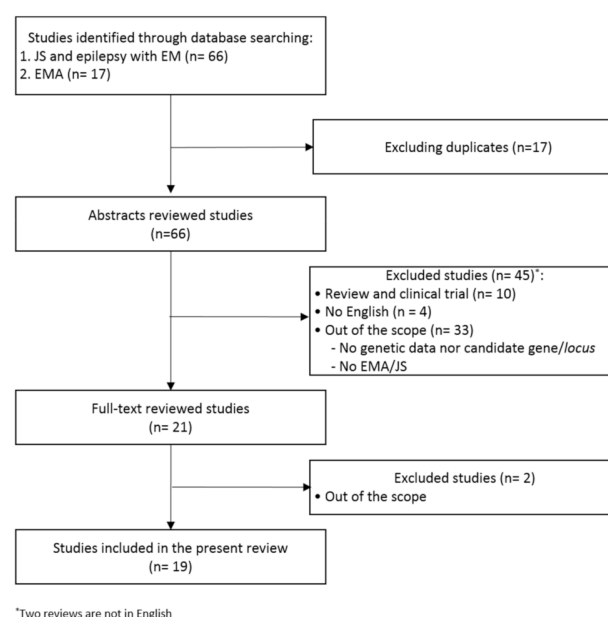 Studies identified through database searching:
1. JS and epilepsy with EM (n= 66)
2. EMA (n= 17)
Excluding duplicates (n=17)
Abstracts reviewed studies
(n=66)
Excluded studies (n= 45)*:
• Review and clinical trial (n= 10)
• No English (n = 4)
• Out of the scope (n= 33)
- No genetic data nor candidate gene/locus
- No EMA/JS
Full-text reviewed studies
(n= 21)
Excluded studies (n= 2)
• Out of the scope
Studies included in the present review
(n= 19)
*Two reviews are not in English